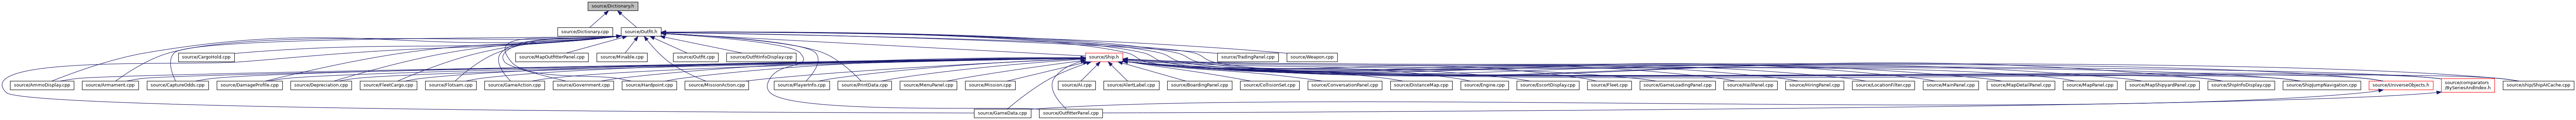 source/Dictionary.h
source/Dictionary.cpp
source/Outfit.h
source/CargoHold.cpp
source/MapOutfitterPanel.cpp
source/Minable.cpp
source/Outfit.cpp
source/OutfitInfoDisplay.cpp
source/Ship.h
source/TradingPanel.cpp
source/Weapon.cpp
source/AmmoDisplay.cpp
source/Armament.cpp
source/CaptureOdds.cpp
source/DamageProfile.cpp
source/Depreciation.cpp
source/FleetCargo.cpp
source/Flotsam.cpp
source/GameAction.cpp
source/Government.cpp
source/Hardpoint.cpp
source/MissionAction.cpp
source/PlayerInfo.cpp
source/PrintData.cpp
source/MenuPanel.cpp
source/Mission.cpp
source/AI.cpp
source/AlertLabel.cpp
source/BoardingPanel.cpp
source/CollisionSet.cpp
source/ConversationPanel.cpp
source/DistanceMap.cpp
source/Engine.cpp
source/EscortDisplay.cpp
source/Fleet.cpp
source/GameLoadingPanel.cpp
source/HailPanel.cpp
source/HiringPanel.cpp
source/LocationFilter.cpp
source/MainPanel.cpp
source/MapDetailPanel.cpp
source/MapPanel.cpp
source/MapShipyardPanel.cpp
source/ShipInfoDisplay.cpp
source/ShipJumpNavigation.cpp
source/UniverseObjects.h
source/comparators
/BySeriesAndIndex.h
source/ship/ShipAICache.cpp
source/GameData.cpp
source/OutfitterPanel.cpp